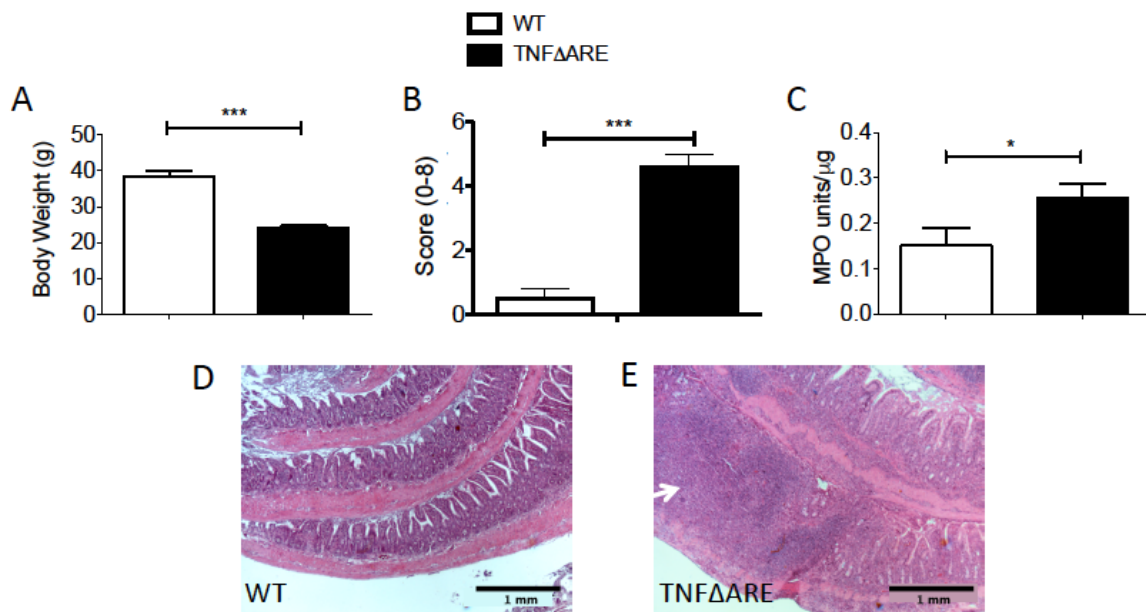 WT
TNFΔARE
A
***
Body Weight (g)
50
40
30
20
10
0
B
***
Score (0-8)
6
4
2
0
C
*
MPO units/μg
0.4
0.3
0.2
0.1
0.0
D
WT
1 mm
E
TNFΔARE
1 mm